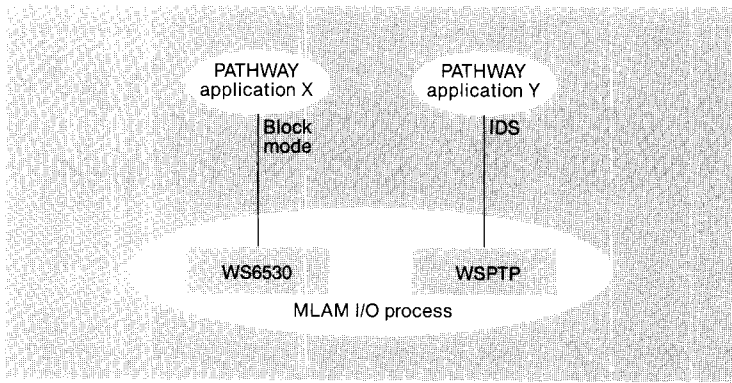 PATHWAY
application X
PATHWAY
application Y
Block
mode
IDS
WS6530
WSPTP
MLAM I/O process